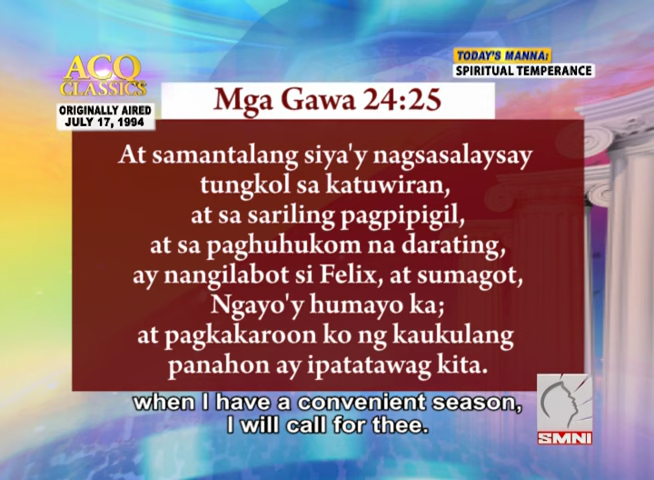 ACQ
CLASSICS
ORIGINALLY AIRED
JULY 17, 1994
TODAY'S MANNA:
SPIRITUAL TEMPERANCE
Mga Gawa 24:25
At samantalang siya'y nagsasalaysay
tungkol sa katuwiran,
at sa sariling pagpipigil,
at sa paghuhukom na darating,
ay nangilabot si Felix, at sumagot,
Ngayo'y humayo ka;
at pagkakaroon ko ng kaukulang
panahon ay ipatatawag kita.
when I have a convenient season,
I will call for thee.
SMNI